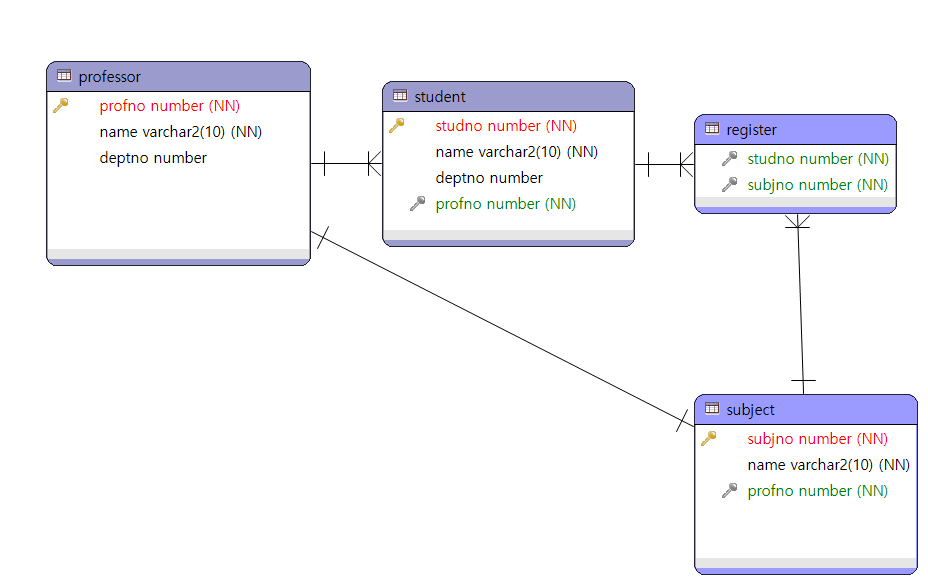 professor
profno number (NN)
name varchar2(10) (NN)
deptno number
student
studno number (NN)
name varchar2(10) (NN)
deptno number
profno number (NN)
register
studno number (NN)
subjno number (NN)
subject
subjno number (NN)
name varchar2(10) (NN)
profno number (NN)